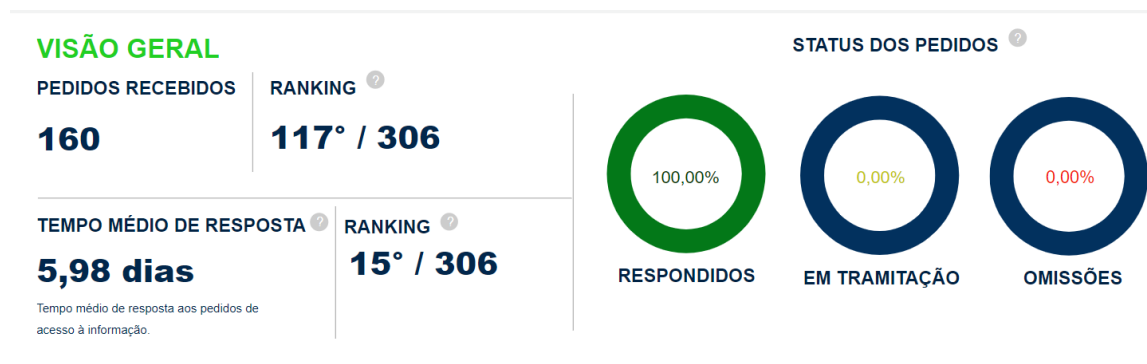 VISÃO GERAL
PEDIDOS RECEBIDOS
160
RANKING ?
117° / 306
TEMPO MÉDIO DE RESPOSTA ?
5,98 dias
Tempo médio de resposta aos pedidos de
acesso à informação.
RANKING ?
15° / 306
STATUS DOS PEDIDOS ?
100,00%
RESPONDIDOS
0,00%
EM TRAMITAÇÃO
0,00%
OMISSÕES